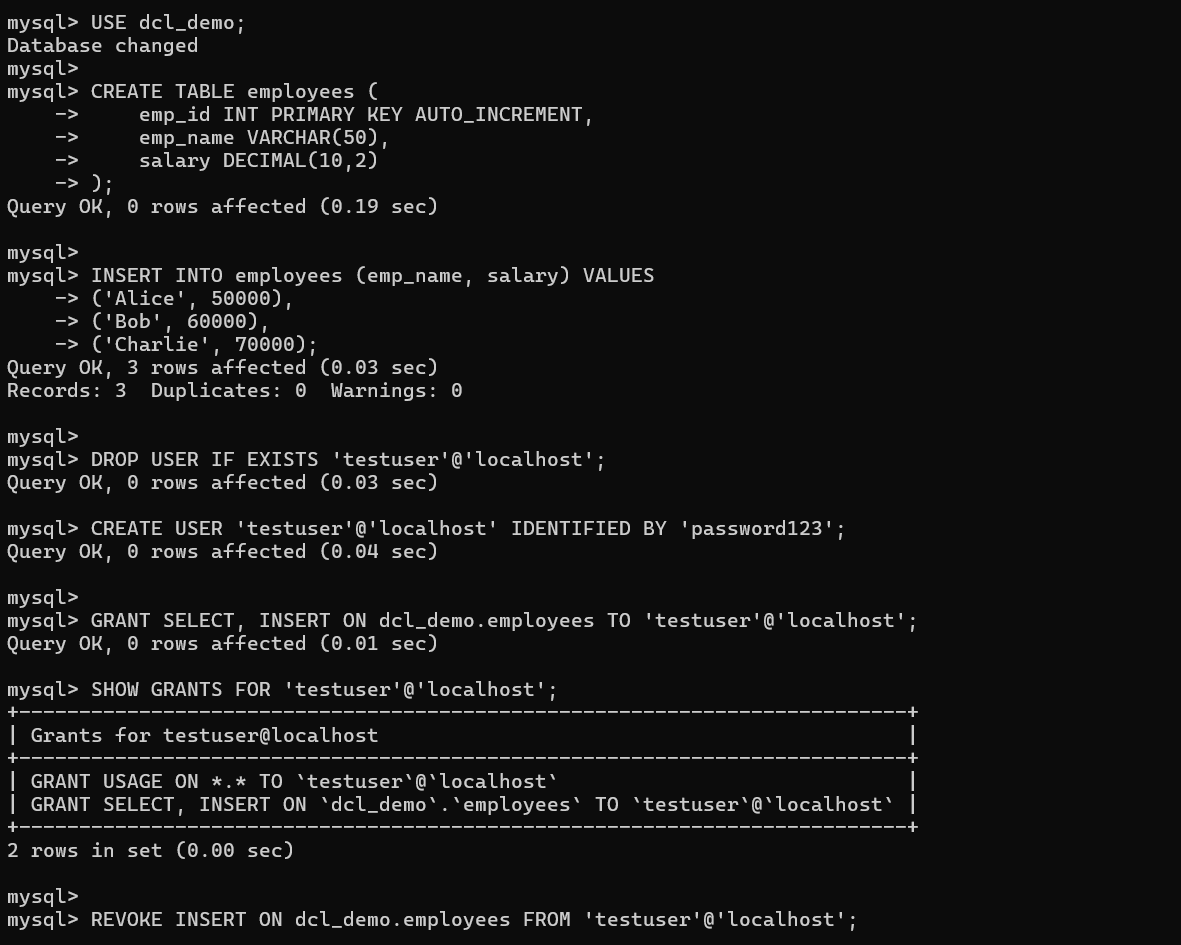 mysql> USE dcl_demo;
Database changed
mysql>
mysql> CREATE TABLE employees (
    ->     emp_id INT PRIMARY KEY AUTO_INCREMENT,
    ->     emp_name VARCHAR(50),
    ->     salary DECIMAL(10,2)
    -> );
Query OK, 0 rows affected (0.19 sec)

mysql>
mysql> INSERT INTO employees (emp_name, salary) VALUES
    -> ('Alice', 50000),
    -> ('Bob', 60000),
    -> ('Charlie', 70000);
Query OK, 3 rows affected (0.03 sec)
Records: 3  Duplicates: 0  Warnings: 0

mysql>
mysql> DROP USER IF EXISTS 'testuser'@'localhost';
Query OK, 0 rows affected (0.03 sec)

mysql> CREATE USER 'testuser'@'localhost' IDENTIFIED BY 'password123';
Query OK, 0 rows affected (0.04 sec)

mysql>
mysql> GRANT SELECT, INSERT ON dcl_demo.employees TO 'testuser'@'localhost';
Query OK, 0 rows affected (0.01 sec)

mysql> SHOW GRANTS FOR 'testuser'@'localhost';
+--------------------------------------------------------------------------+
| Grants for testuser@localhost                                            |
+--------------------------------------------------------------------------+
| GRANT USAGE ON *.* TO `testuser`@`localhost`                             |
| GRANT SELECT, INSERT ON `dcl_demo`.`employees` TO `testuser`@`localhost` |
+--------------------------------------------------------------------------+
2 rows in set (0.00 sec)

mysql>
mysql> REVOKE INSERT ON dcl_demo.employees FROM 'testuser'@'localhost';